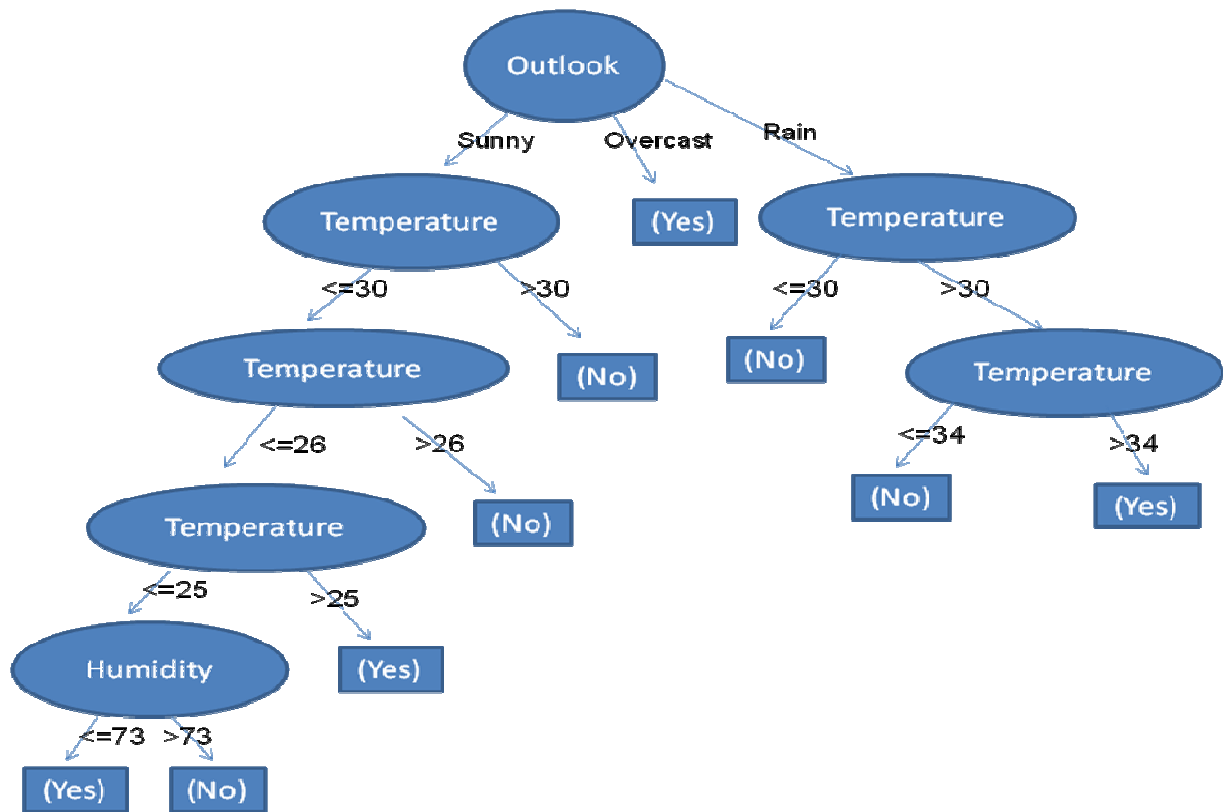 Outlook
Sunny
Overcast
Rain
Temperature
(Yes)
Temperature
<=30
>30
<=30
>30
Temperature
(No)
(No)
Temperature
<=26
>26
<=34
>34
Temperature
(No)
(No)
(Yes)
<=25
>25
Humidity
(Yes)
<=73
>73
(Yes)
(No)